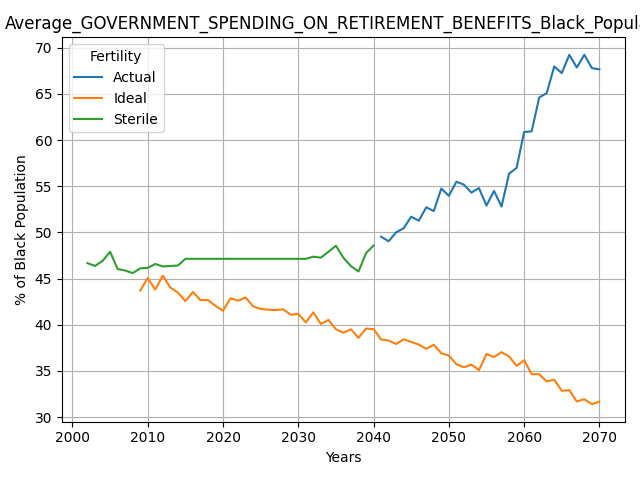 Average_GOVERNMENT_SPENDING_ON_RETIREMENT_BENEFITS_Black_Popul
Fertility
Actual
Ideal
Sterile
% of Black Population
70
65
60
55
50
45
40
35
30
2000 2010 2020 2030 2040 2050 2060 2070
Years